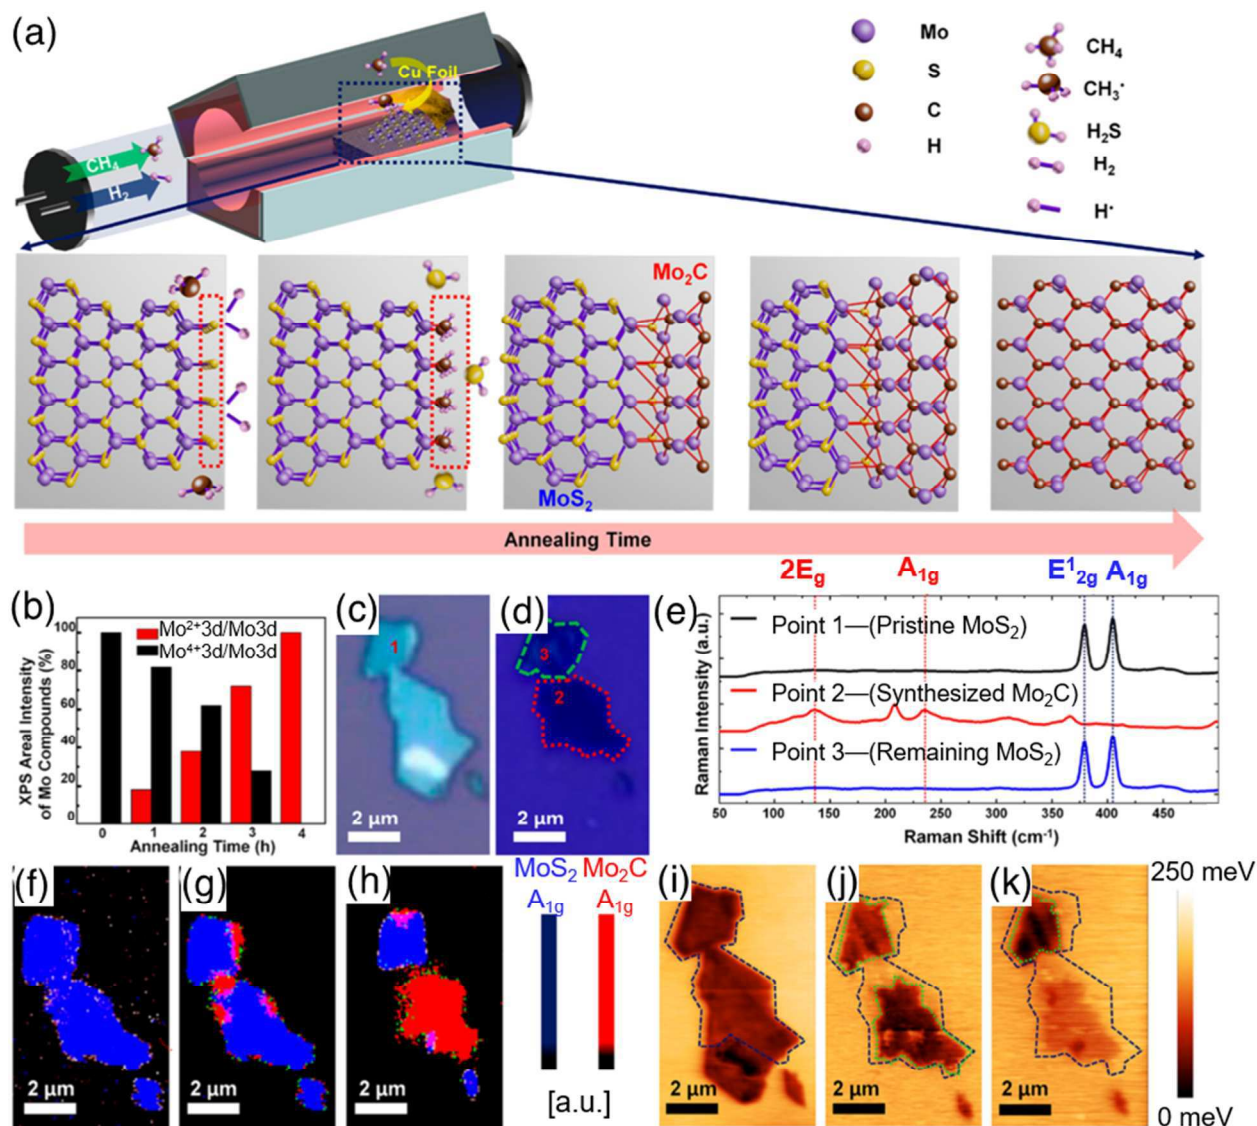 (a)
Cu Foil
CH₄
H₂
Mo
S
C
H
CH₄
CH₃˙
H₂S
H₂
H˙
Mo₂C
MoS₂
Annealing Time
(b)
XPS Areal Intensity
of Mo Compounds (%)
100
80
60
40
20
0
Mo²⁺3d/Mo3d
Mo⁴⁺3d/Mo3d
0 1 2 3 4
Annealing Time (h)
(c)
1
2 μm
(d)
3
2
2 μm
(e)
2Eg
A₁g
E¹₂g
A₁g
Raman Intensity (a.u.)
Point 1—(Pristine MoS₂)
Point 2—(Synthesized Mo₂C)
Point 3—(Remaining MoS₂)
50 100 150 200 250 300 350 400 450
Raman Shift (cm⁻¹)
(f)
2 μm
(g)
2 μm
(h)
2 μm
MoS₂ Mo₂C
A₁g A₁g
[a.u.]
(i)
2 μm
(j)
2 μm
(k)
2 μm
250 meV
0 meV